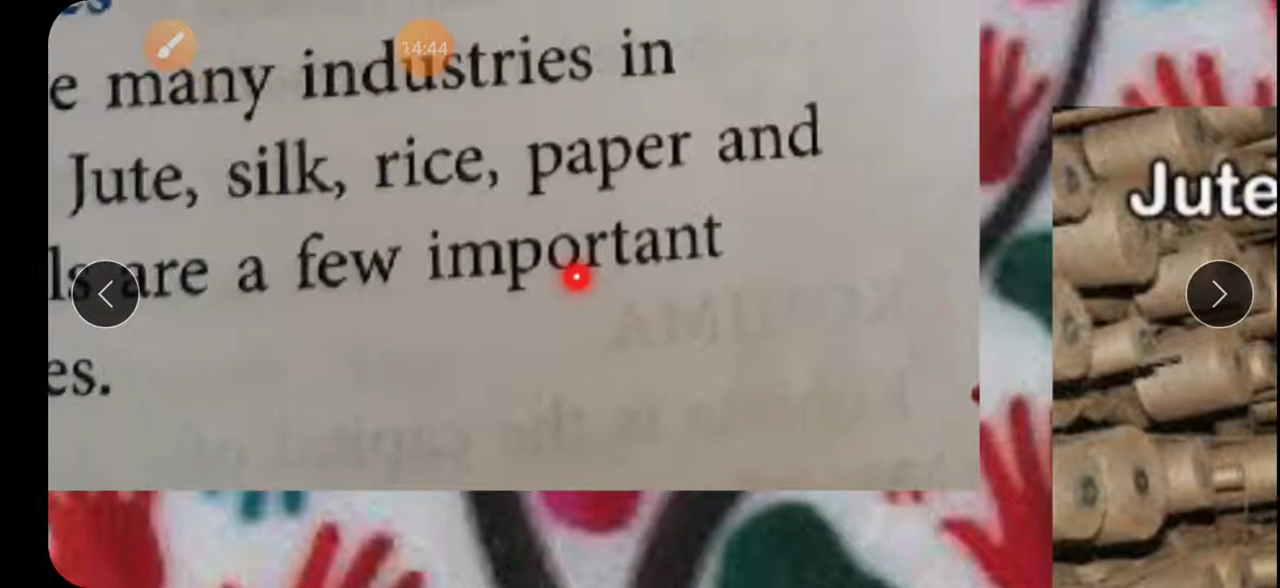 14:44
e many industries in
Jute, silk, rice, paper and
ls are a few important
es.
Jute